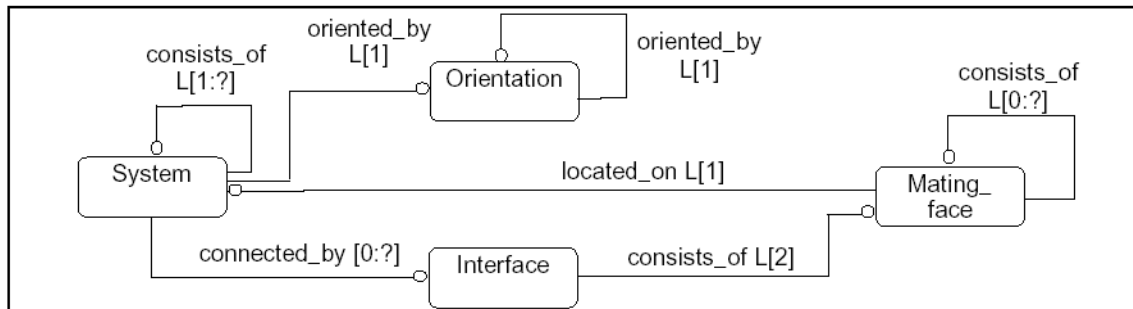 oriented_by
L[1]
consists_of
L[1:?]
Orientation
oriented_by
L[1]
consists_of
L[0:?]
System
located_on L[1]
Mating_
face
connected_by [0:?]
Interface
consists_of L[2]